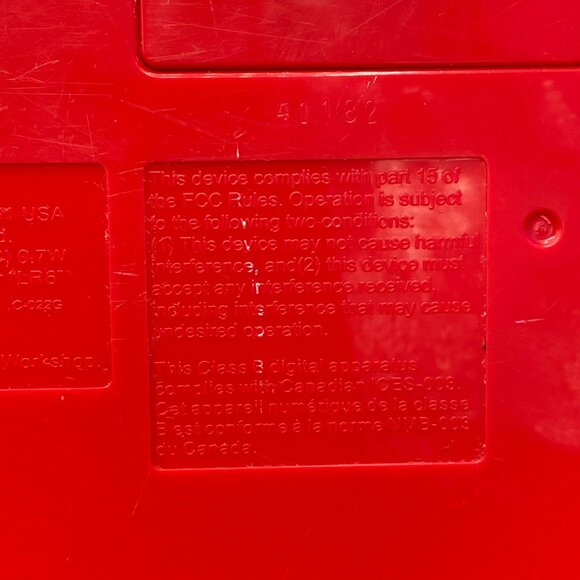 41182
USA
6.7W
"LR6"
C-022G
Workshop.
This device complies with part 15 of
the FCC Rules. Operation is subject
to the following two conditions:
(1) This device may not cause harmful
interference, and(2) this device must
accept any interference received,
including interference that may cause
undesired operation.
This Class B digital apparatus
complies with Canadian ICES-003.
Cet appareil numérique de la classe
B est conforme à la norme NMB-003
du Canada.